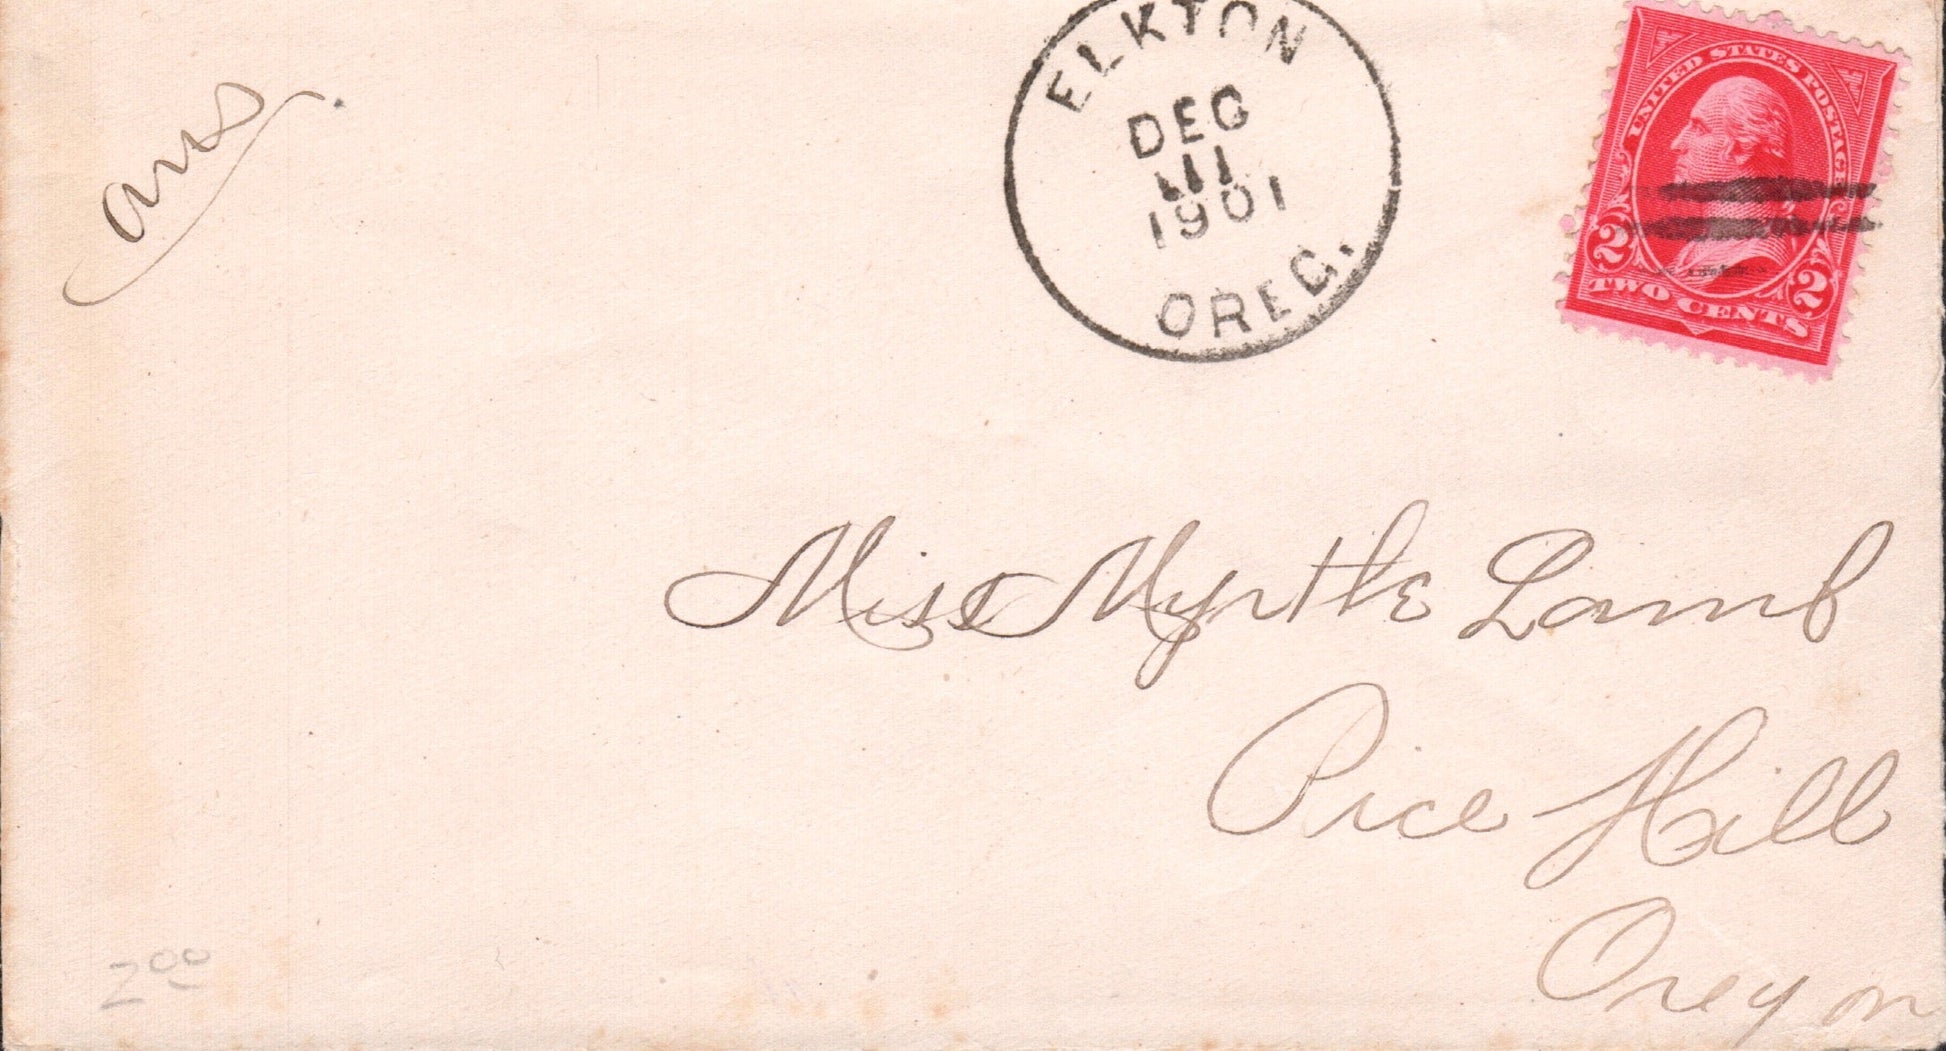 ans.
ELKTON
DEC
11
1901
OREG.
UNITED STATES POSTAGE
2 2
TWO CENTS
Miss Myrtle Lamb
Rice Hill
Oregon
2 00